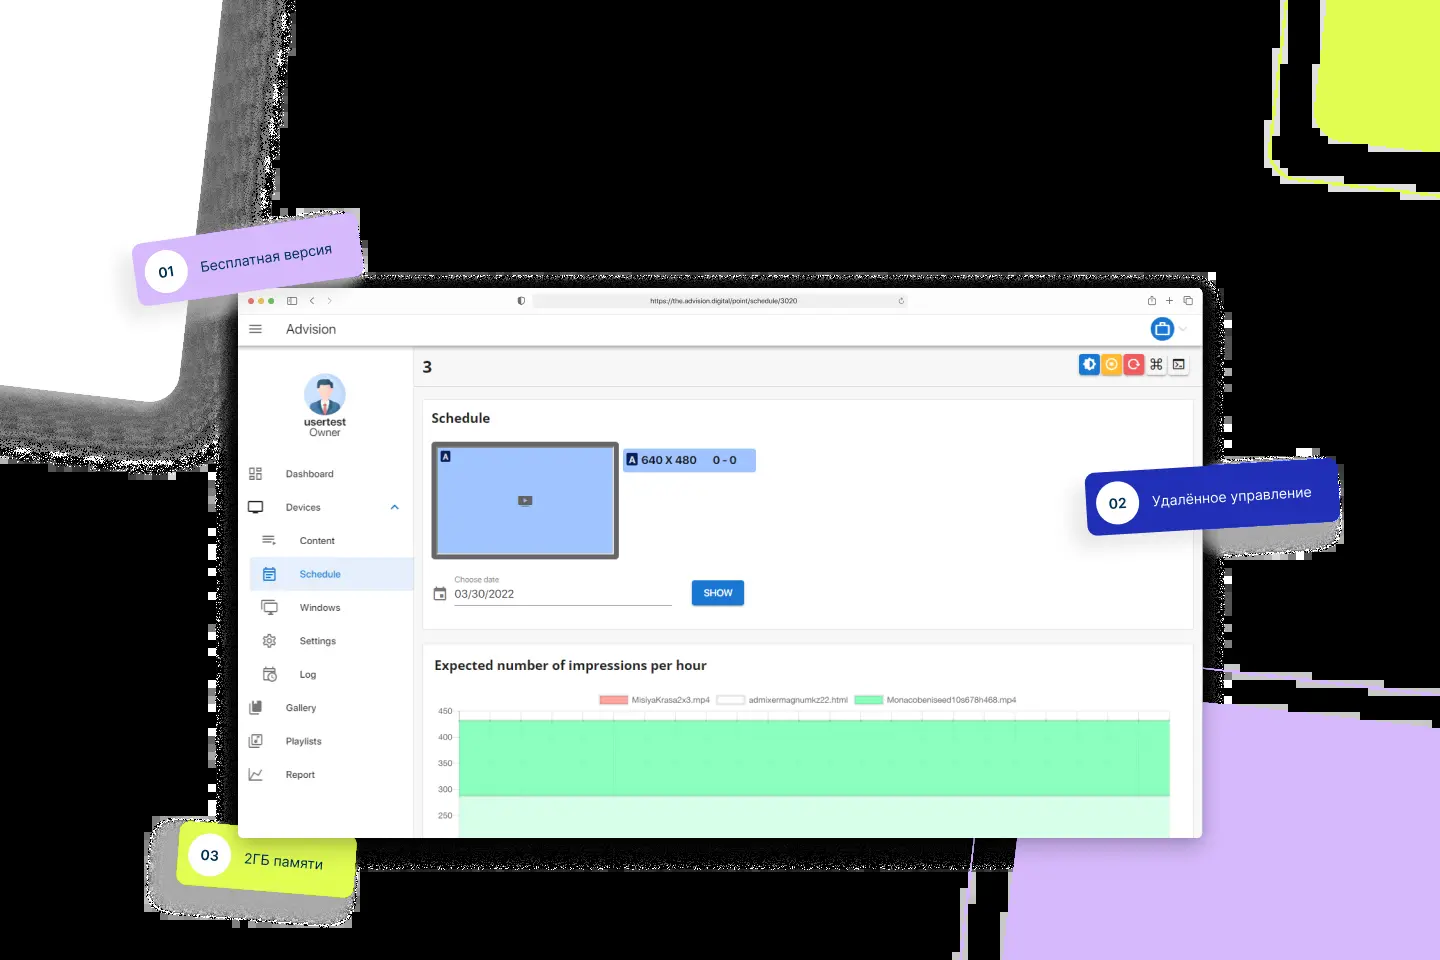 01 Бесплатная версия
https://the.advision.digital/point/schedule/3020
Advision
3
usertest
Owner
Dashboard
Devices
Content
Schedule
Windows
Settings
Log
Gallery
Playlists
Report
Schedule
A
A 640 X 480 0 - 0
Choose date
03/30/2022
SHOW
02 Удалённое управление
Expected number of impressions per hour
MisiyaKrasa2x3.mp4 admixermagnumkz22.html Monacobeniseed10s678h468.mp4
450
400
350
300
250
03 2ГБ памяти